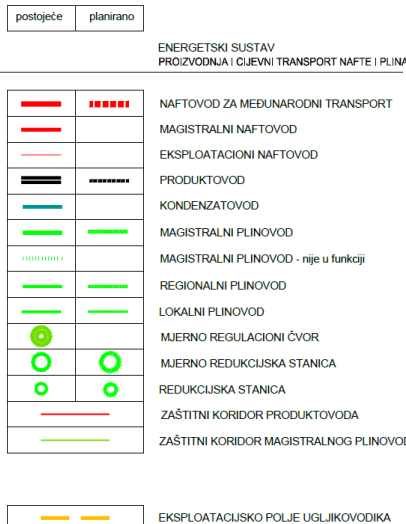 postojeće planirano
ENERGETSKI SUSTAV
PROIZVODNJA I CIJEVNI TRANSPORT NAFTE I PLINA
NAFTOVOD ZA MEĐUNARODNI TRANSPORT
MAGISTRALNI NAFTOVOD
EKSPLOATACIONI NAFTOVOD
PRODUKTOVOD
KONDENZATOVOD
MAGISTRALNI PLINOVOD
MAGISTRALNI PLINOVOD - nije u funkciji
REGIONALNI PLINOVOD
LOKALNI PLINOVOD
MJERNO REGULACIONI ČVOR
MJERNO REDUKCIJSKA STANICA
REDUKCIJSKA STANICA
ZAŠTITNI KORIDOR PRODUKTOVODA
ZAŠTITNI KORIDOR MAGISTRALNOG PLINOVOD
EKSPLOATACIJSKO POLJE UGLJIKOVODIKA